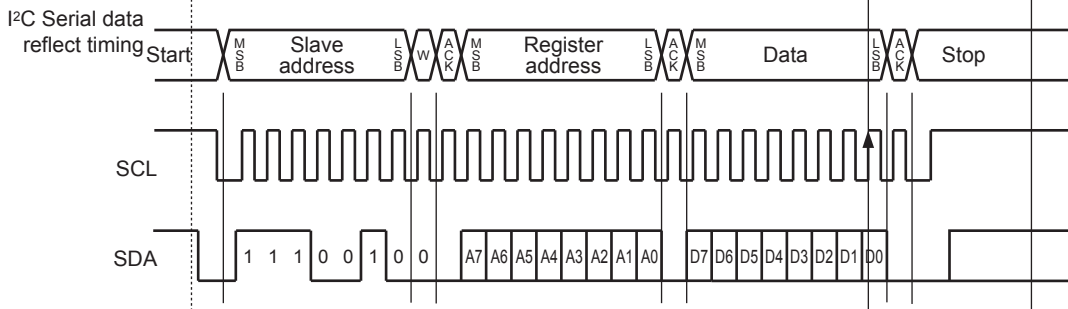 I²C Serial data
reflect timing
Start MSB Slave address LSB W ACK MSB Register address LSB ACK MSB Data LSB ACK Stop
SCL
SDA 1 1 1 0 0 1 0 0 A7 A6 A5 A4 A3 A2 A1 A0 D7 D6 D5 D4 D3 D2 D1 D0